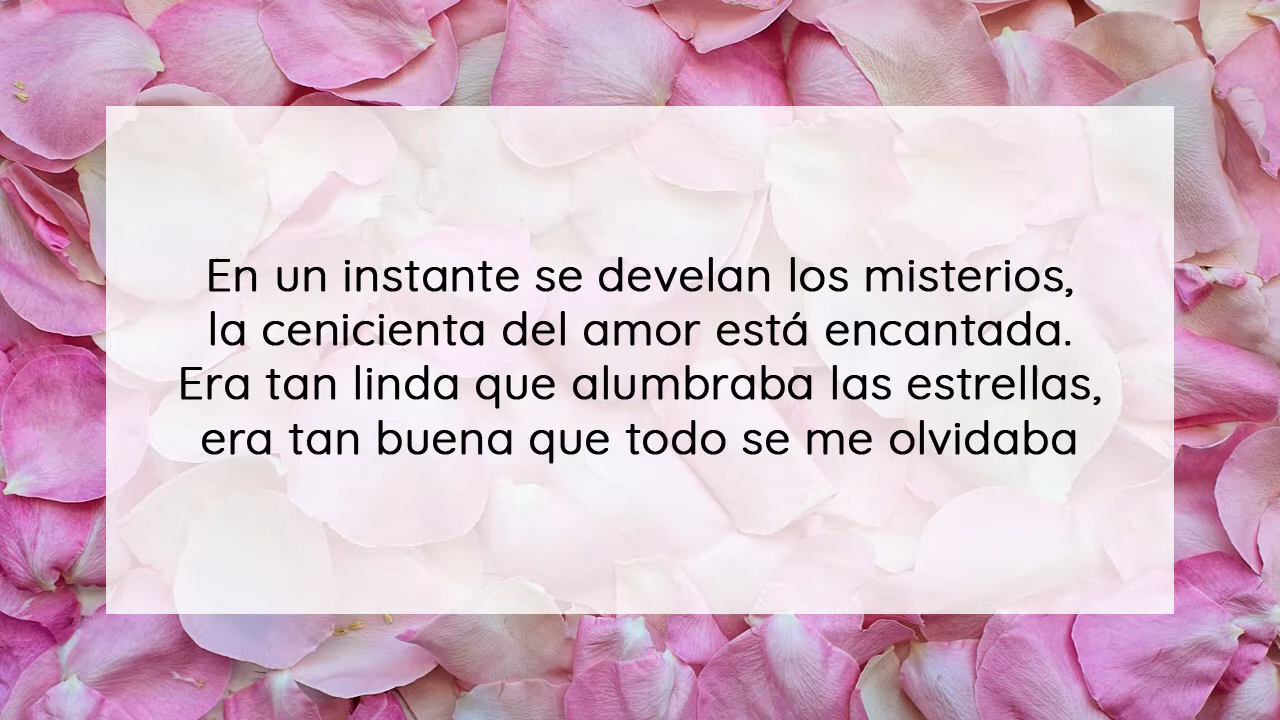 En un instante se develan los misterios,
la cenicienta del amor está encantada.
Era tan linda que alumbraba las estrellas,
era tan buena que todo se me olvidaba